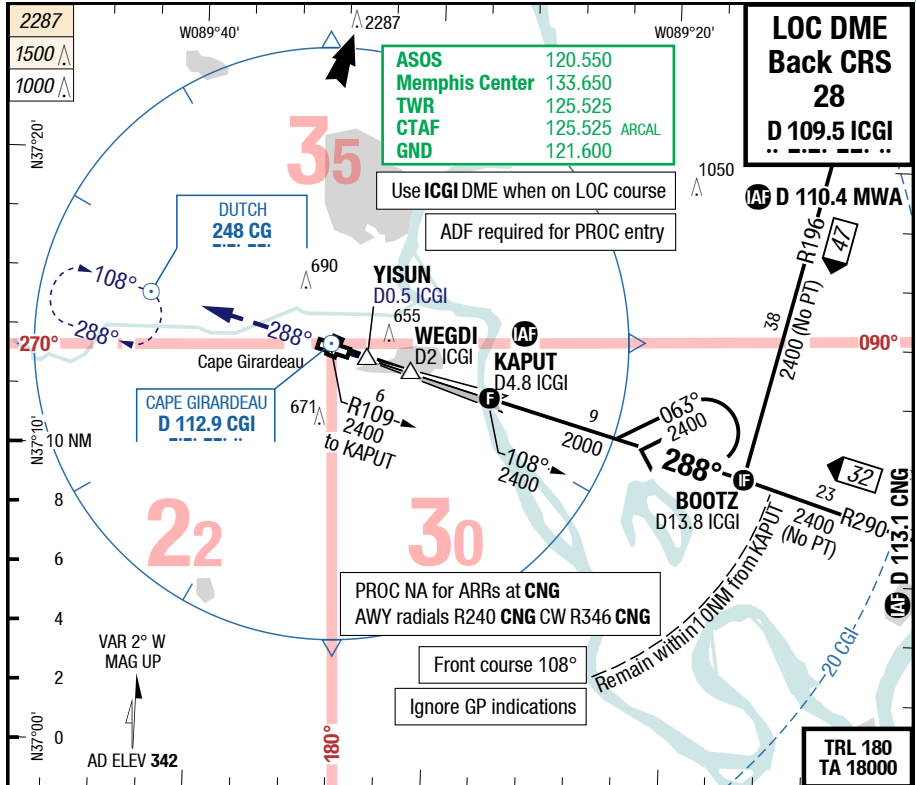 2287
1500
1000
W089°40'
2287
W089°20'
LOC DME
Back CRS
28
D 109.5 ICGI
ASOS 120.550
Memphis Center 133.650
TWR 125.525
CTAF 125.525 ARCAL
GND 121.600
N37°20'
35
Use ICGI DME when on LOC course
1050
IAF D 110.4 MWA
ADF required for PROC entry
DUTCH
248 CG
R196
47
690
108°
288°
YISUN
D0.5 ICGI
655
288°
WEGDI
D2 ICGI
IAF
KAPUT
D4.8 ICGI
38
2400 (No PT)
270°
090°
Cape Girardeau
F
CAPE GIRARDEAU
D 112.9 CGI
671
6
R109
2400
to KAPUT
9
2000
063°
2400
108°
2400
288°
IF
BOOTZ
D13.8 ICGI
32
23
2400
(No PT)
R290
IAF D 113.1 CNG
N37°10'
10 NM
8
6
4
2
0
22
30
PROC NA for ARRs at CNG
AWY radials R240 CNG CW R346 CNG
Remain within 10NM from KAPUT
20 CGI
Front course 108°
Ignore GP indications
VAR 2° W
MAG UP
N37°00'
AD ELEV 342
180°
TRL 180
TA 18000